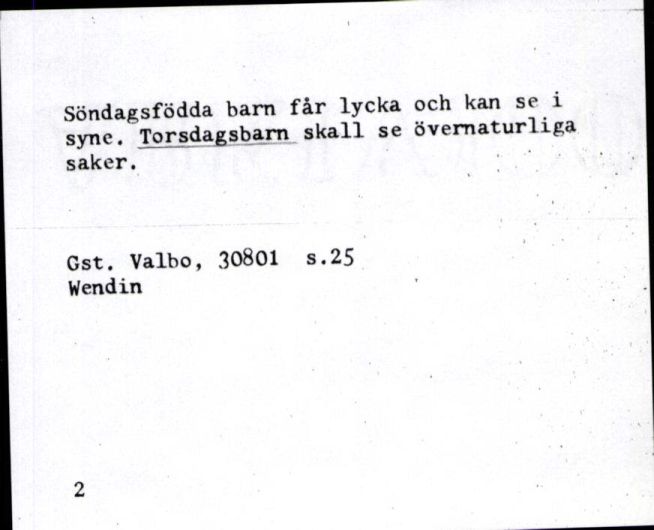 Söndagsfödda barn får lycka och kan se i
syne. Torsdagsbarn skall se övernaturliga
saker.
Gst. Valbo, 30801 s.25
Wendin
2